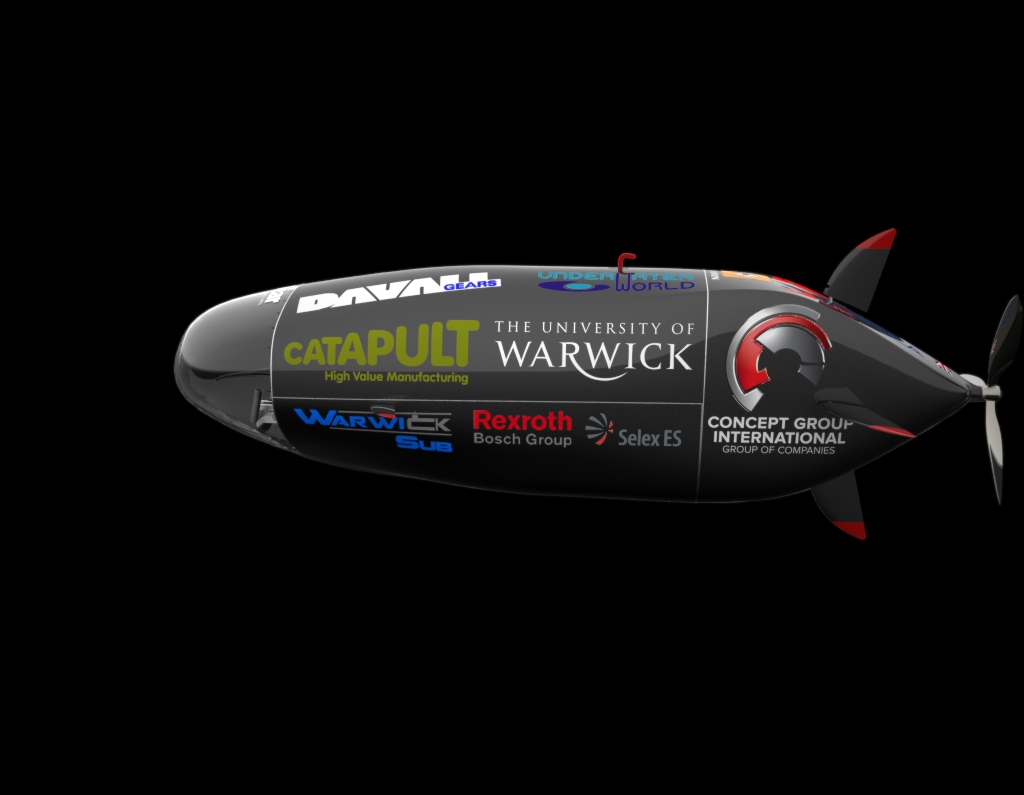 DAVALL
GEARS
UNDERWATER
WORLD
CATAPULT
High Value Manufacturing
THE UNIVERSITY OF
WARWICK
WARWICK
SUB
Rexroth
Bosch Group
Selex ES
CONCEPT GROUP
INTERNATIONAL
GROUP OF COMPANIES